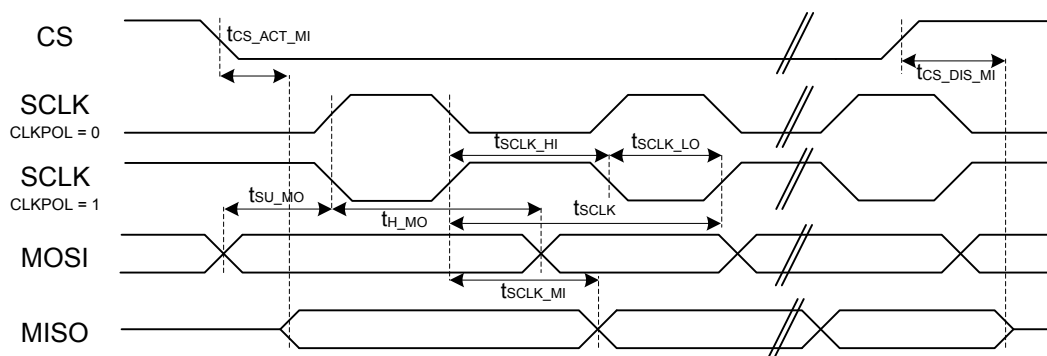 CS
tCS_ACT_MI
tCS_DIS_MI
SCLK
CLKPOL = 0
tSCLK_HI
tSCLK_LO
SCLK
CLKPOL = 1
tSU_MO
tH_MO
tSCLK
MOSI
tSCLK_MI
MISO